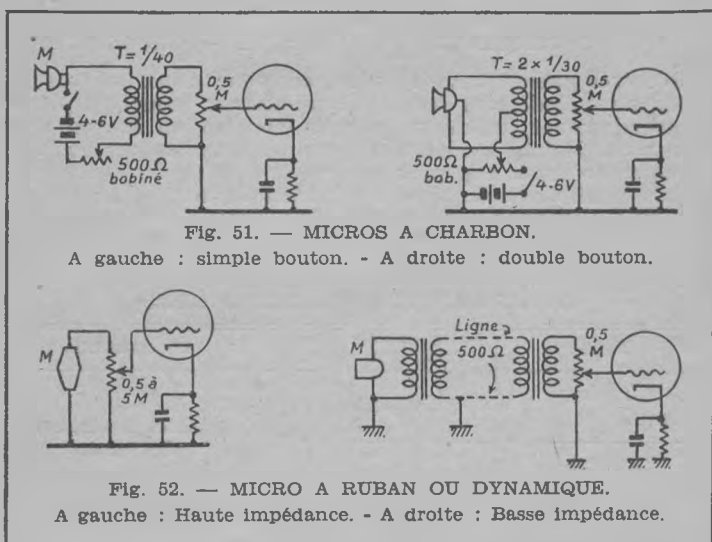 M
T = 1/40
0,5
M
4-6V
500Ω
bobiné
T = 2 × 1/30
0,5
M
500Ω
bob.
4-6V
Fig. 51. — MICROS A CHARBON.
A gauche : simple bouton. - A droite : double bouton.
M
0,5 à
5M
M
Ligne
500Ω
0,5
M
Fig. 52. — MICRO A RUBAN OU DYNAMIQUE.
A gauche : Haute impédance. - A droite : Basse impédance.